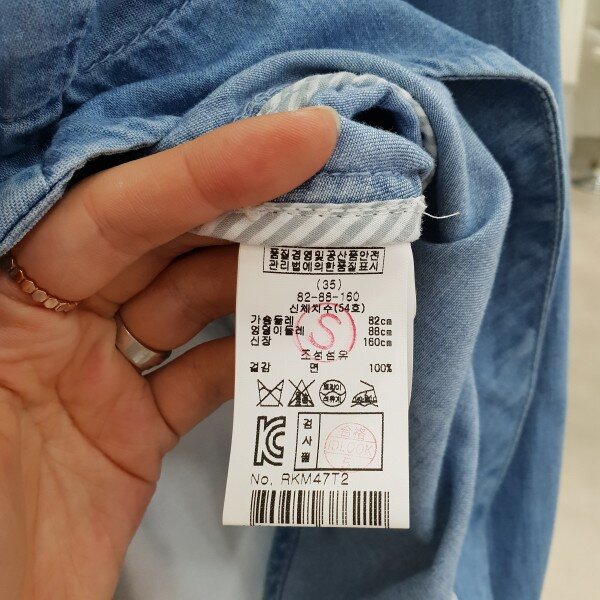 품질경영및공산품안전
관리법에의한품질표시
(35)
82-88-160
신체치수(54호)
S
가슴둘레 82cm
엉덩이둘레 88cm
신장 160cm
조성섬유
겉감 면 100%
검사필
合格
No. RKM47T2